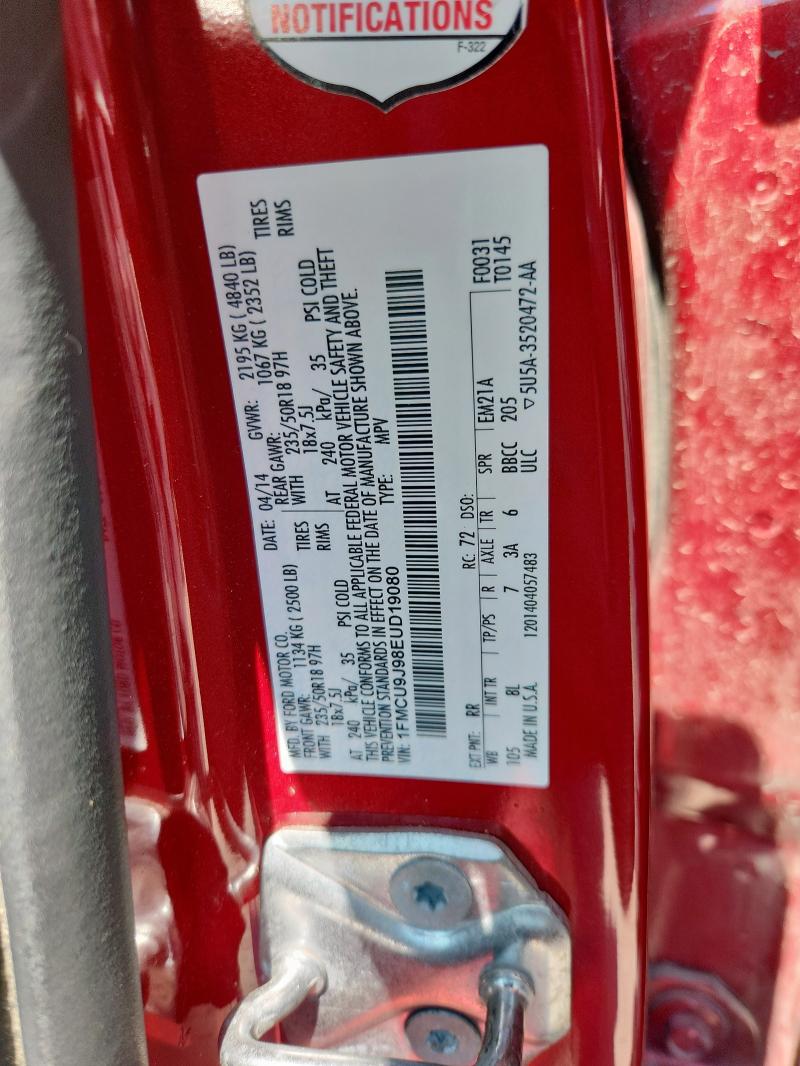 NOTIFICATIONS
F-322
MFD. BY FORD MOTOR CO.
DATE: 04/14 GVWR: 2195 KG ( 4840 LB)
FRONT GAWR: 1134 KG ( 2500 LB)
REAR GAWR: 1067 KG ( 2352 LB)
WITH 235/50R18 97H TIRES
WITH 235/50R18 97H TIRES
18x7.5J RIMS
18x7.5J RIMS
AT 240 kPa/ 35 PSI COLD
AT 240 kPa/ 35 PSI COLD
THIS VEHICLE CONFORMS TO ALL APPLICABLE FEDERAL MOTOR VEHICLE SAFETY AND THEFT
PREVENTION STANDARDS IN EFFECT ON THE DATE OF MANUFACTURE SHOWN ABOVE.
VIN: 1FMCU9J98EUD19080 TYPE: MPV
EXT PNT: RR RC: 72 DSO: F0031
WB INT TR TP/PS R AXLE TR SPR EM21A T0145
105 8L 7 3A 6 BBCC 205
ULC ▽5U5A-3520472-AA
MADE IN U.S.A. 1201404057483